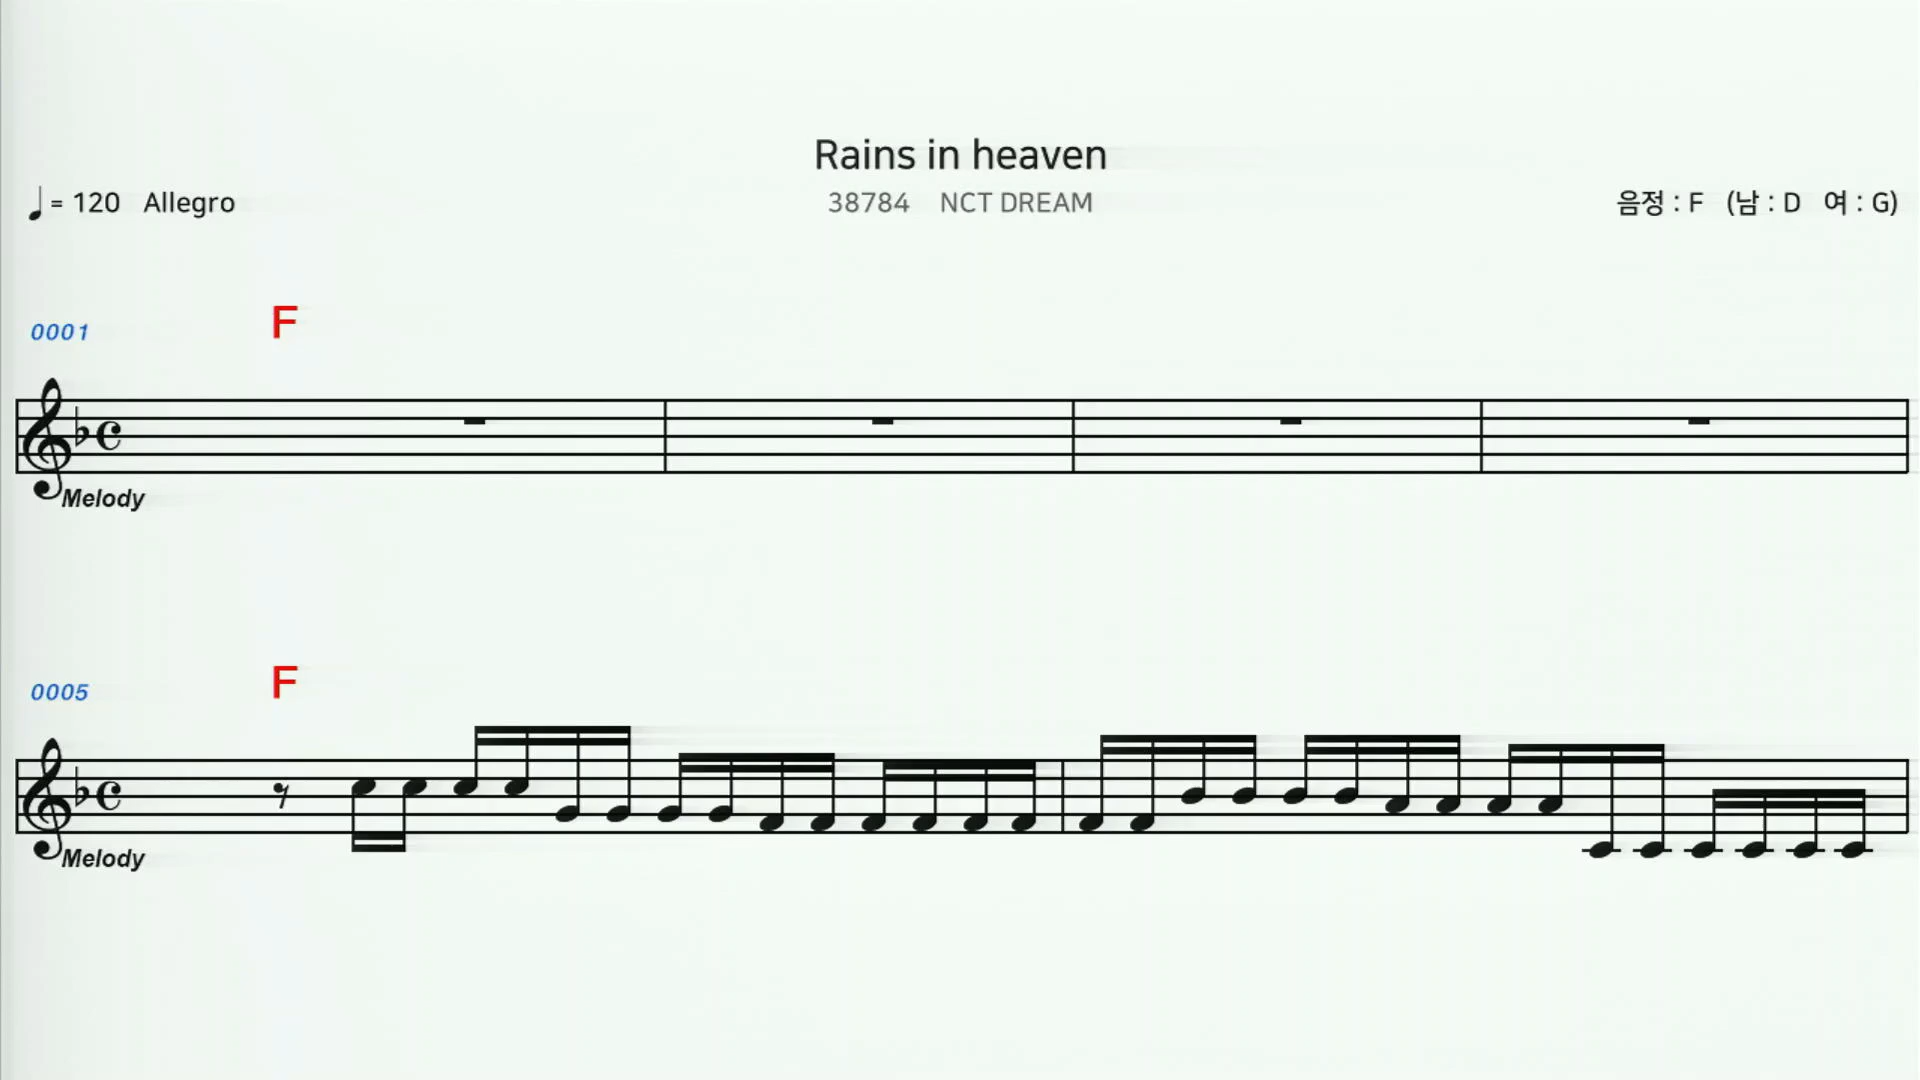 Rains in heaven
♩= 120 Allegro
38784 NCT DREAM
음정 : F (남 : D 여 : G)
0001 F
Melody
0005 F
Melody